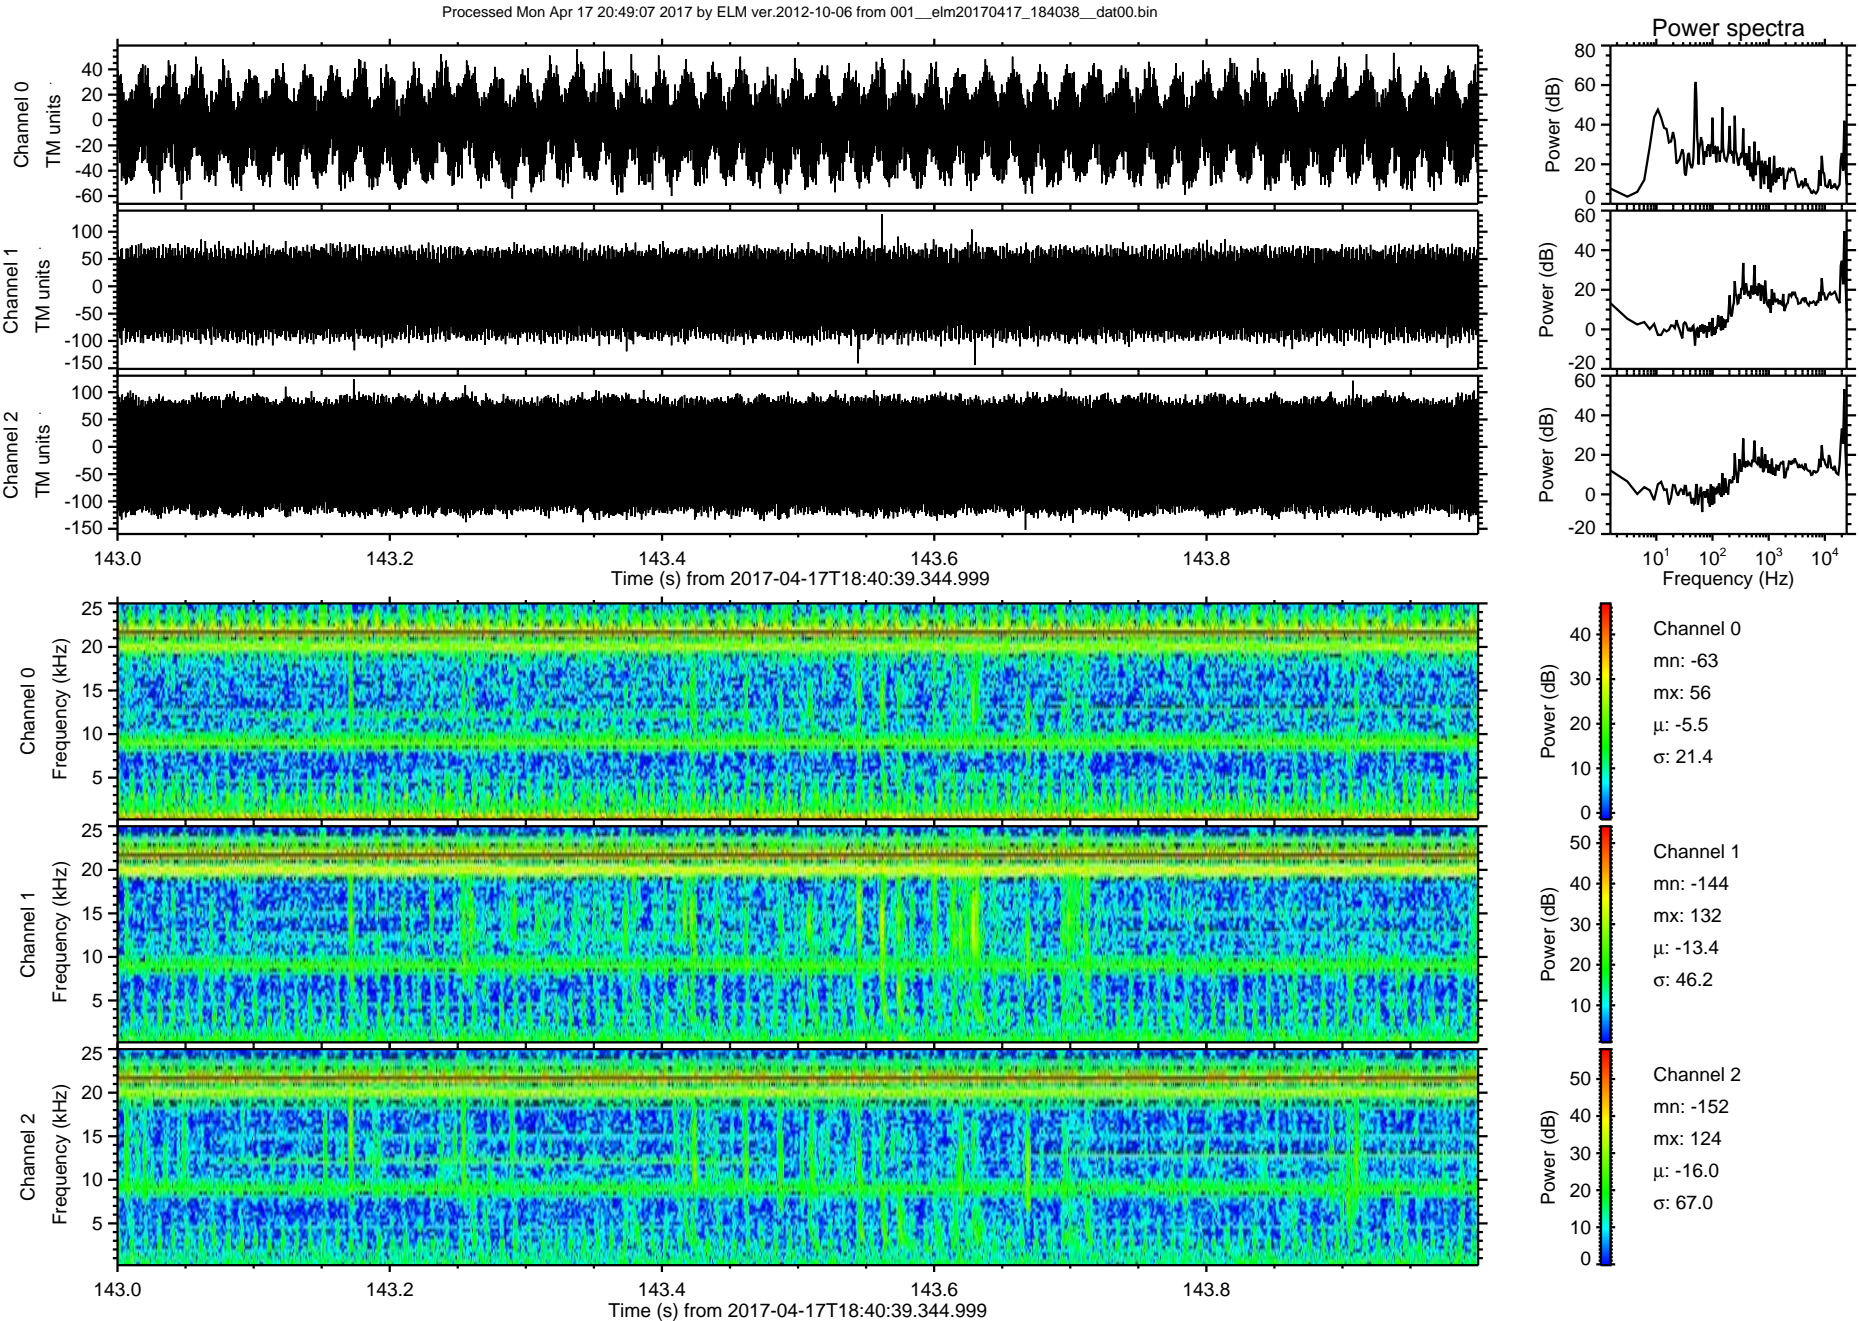 Processed Mon Apr 17 20:49:07 2017 by ELM ver.2012-10-06 from 001__elm20170417_184038__dat00.bin
Power spectra
Channel 0
TM units
40
20
0
-20
-40
-60
Power (dB)
80
60
40
20
0
Channel 1
TM units
100
50
0
-50
-100
-150
Power (dB)
60
40
20
0
-20
Channel 2
TM units
100
50
0
-50
-100
-150
Power (dB)
60
40
20
0
-20
143.0 143.2 143.4 143.6 143.8
Time (s) from 2017-04-17T18:40:39.344.999
10^1 10^2 10^3 10^4
Frequency (Hz)
Channel 0
Frequency (kHz)
25
20
15
10
5
Power (dB)
40
30
20
10
0
Channel 0
mn: -63
mx: 56
μ: -5.5
σ: 21.4
Channel 1
Frequency (kHz)
25
20
15
10
5
Power (dB)
50
40
30
20
10
Channel 1
mn: -144
mx: 132
μ: -13.4
σ: 46.2
Channel 2
Frequency (kHz)
25
20
15
10
5
Power (dB)
50
40
30
20
10
0
Channel 2
mn: -152
mx: 124
μ: -16.0
σ: 67.0
143.0 143.2 143.4 143.6 143.8
Time (s) from 2017-04-17T18:40:39.344.999